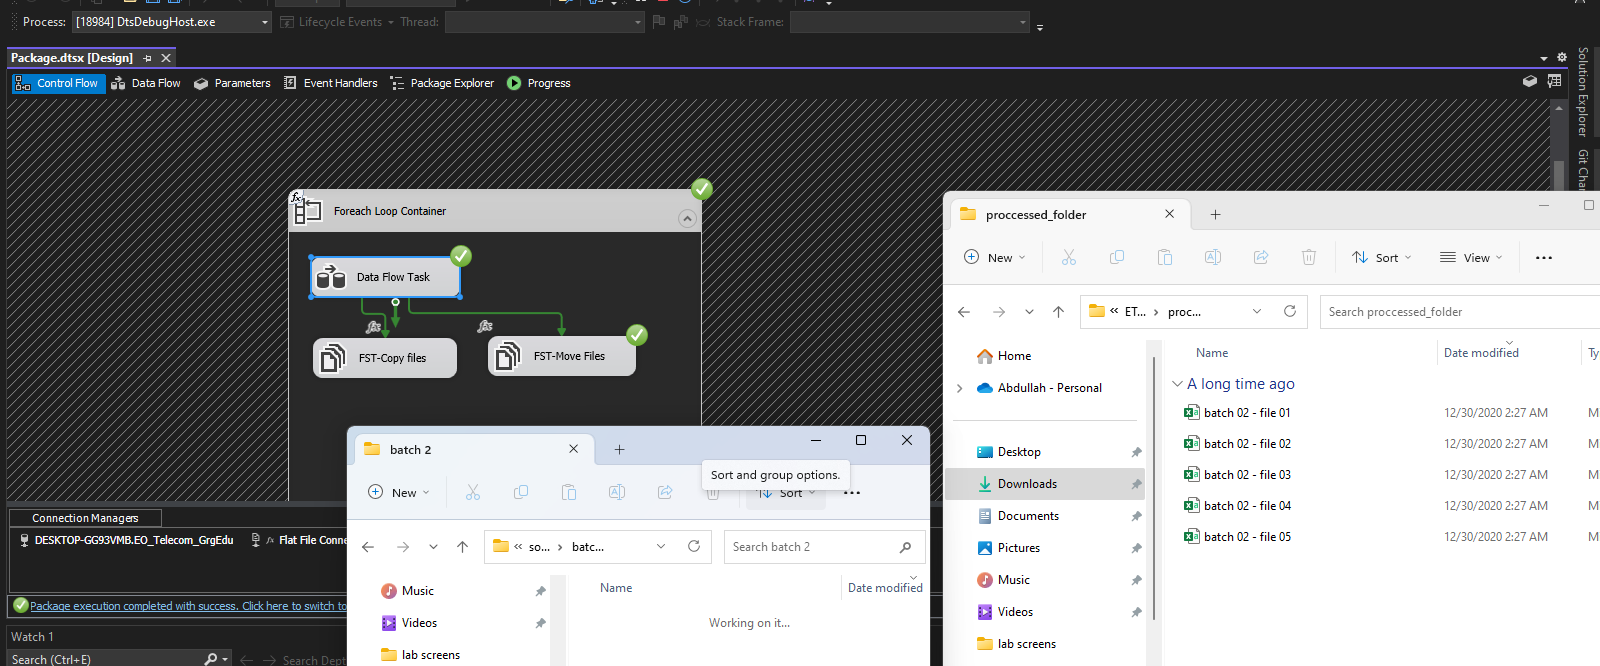 Process: [18984] DtsDebugHost.exe Lifecycle Events Thread: Stack Frame:
Package.dtsx [Design]
Control Flow Data Flow Parameters Event Handlers Package Explorer Progress
Solution Explorer
fx
Foreach Loop Container
Data Flow Task
fx fx
FST-Copy files FST-Move Files
Connection Managers
DESKTOP-GG93VMB.EO_Telecom_GrgEdu fx Flat File Conne
Package execution completed with success. Click here to switch to
Watch 1
Search (Ctrl+E) Search Dept
batch 2
Sort and group options.
New Sort
« so... › batc... Search batch 2
Music
Videos
lab screens
Name Date modified
Working on it...
proccessed_folder
New Sort View
« ET... › proc... Search proccessed_folder
Home
Abdullah - Personal
Desktop
Downloads
Documents
Pictures
Music
Videos
lab screens
Name Date modified Ty
A long time ago
batch 02 - file 01 12/30/2020 2:27 AM M
batch 02 - file 02 12/30/2020 2:27 AM M
batch 02 - file 03 12/30/2020 2:27 AM M
batch 02 - file 04 12/30/2020 2:27 AM M
batch 02 - file 05 12/30/2020 2:27 AM M